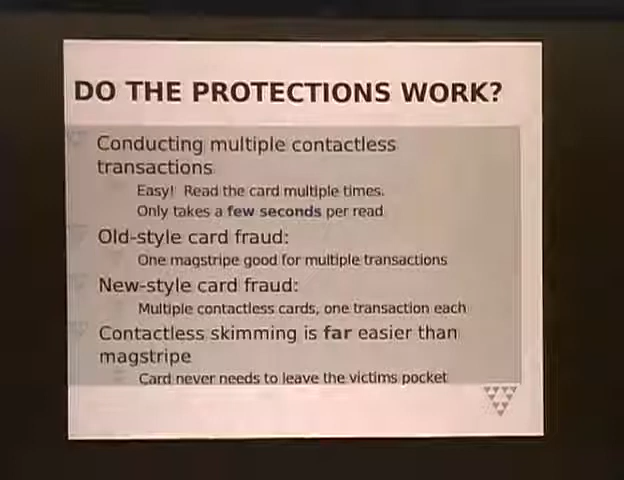 DO THE PROTECTIONS WORK?
Conducting multiple contactless
transactions
Easy! Read the card multiple times.
Only takes a few seconds per read
Old-style card fraud:
One magstripe good for multiple transactions
New-style card fraud:
Multiple contactless cards, one transaction each
Contactless skimming is far easier than
magstripe
Card never needs to leave the victims pocket